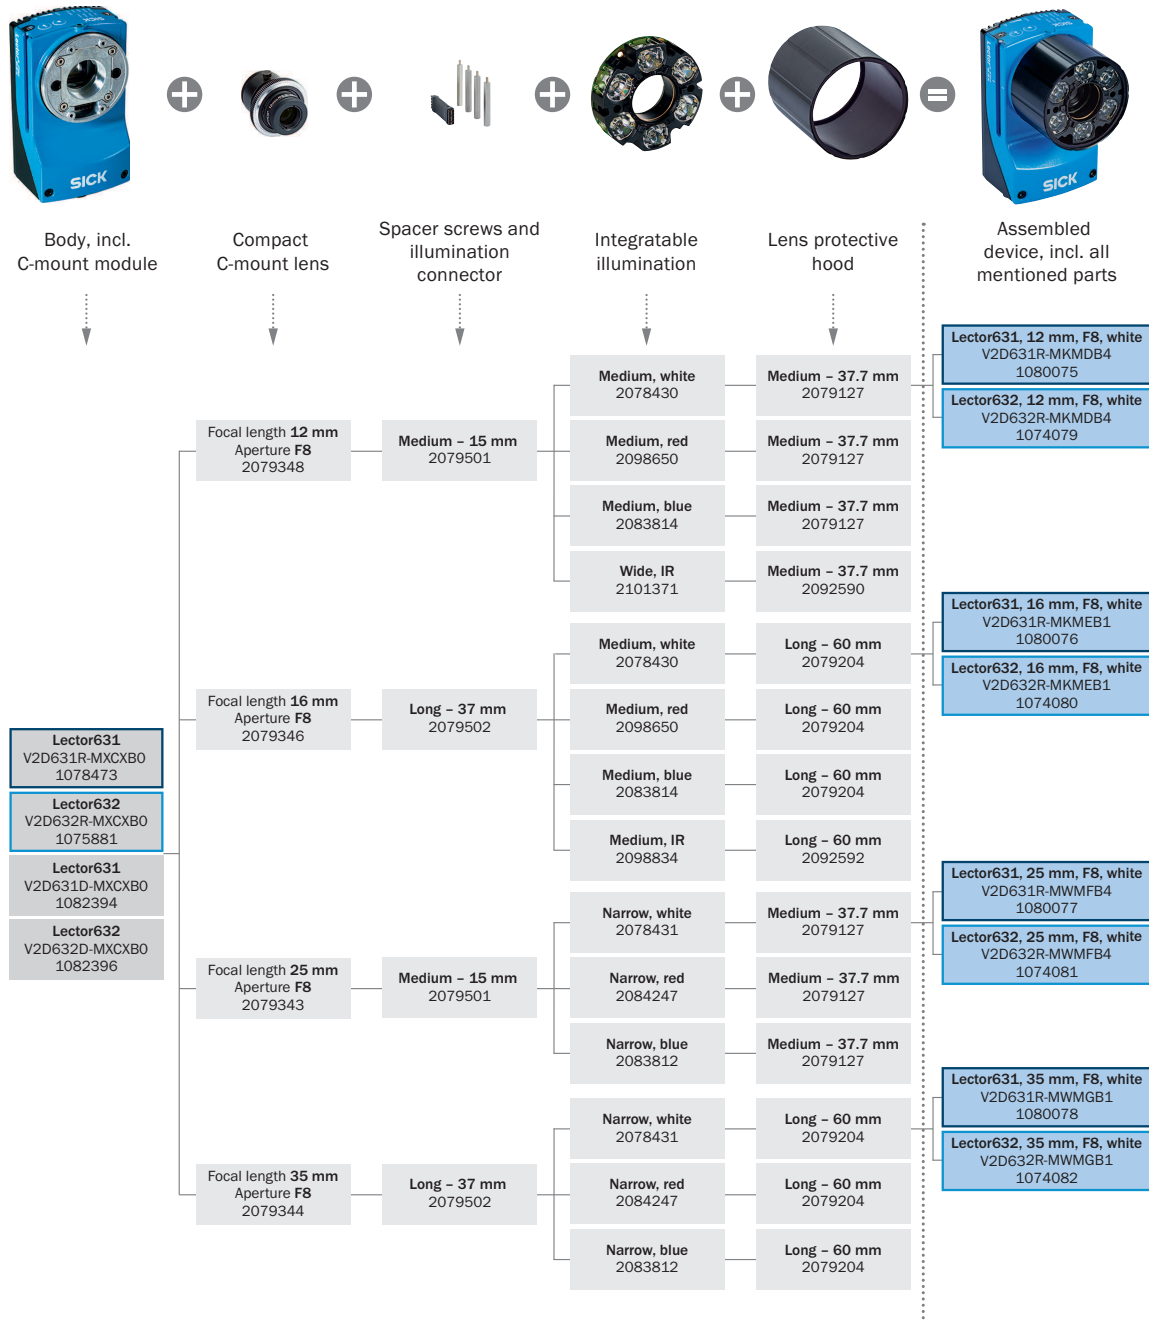 SICK
SICK
Body, incl.
C-mount module
Compact
C-mount lens
Spacer screws and
illumination
connector
Integratable
illumination
Lens protective
hood
Assembled
device, incl. all
mentioned parts
Lector631
V2D631R-MXCXB0
1078473
Lector632
V2D632R-MXCXB0
1075881
Lector631
V2D631D-MXCXB0
1082394
Lector632
V2D632D-MXCXB0
1082396
Focal length 12 mm
Aperture F8
2079348
Medium – 15 mm
2079501
Medium, white
2078430
Medium – 37.7 mm
2079127
Medium, red
2098650
Medium – 37.7 mm
2079127
Medium, blue
2083814
Medium – 37.7 mm
2079127
Wide, IR
2101371
Medium – 37.7 mm
2092590
Lector631, 12 mm, F8, white
V2D631R-MKMDB4
1080075
Lector632, 12 mm, F8, white
V2D632R-MKMDB4
1074079
Focal length 16 mm
Aperture F8
2079346
Long – 37 mm
2079502
Medium, white
2078430
Long – 60 mm
2079204
Medium, red
2098650
Long – 60 mm
2079204
Medium, blue
2083814
Long – 60 mm
2079204
Medium, IR
2098834
Long – 60 mm
2092592
Lector631, 16 mm, F8, white
V2D631R-MKMEB1
1080076
Lector632, 16 mm, F8, white
V2D632R-MKMEB1
1074080
Focal length 25 mm
Aperture F8
2079343
Medium – 15 mm
2079501
Narrow, white
2078431
Medium – 37.7 mm
2079127
Narrow, red
2084247
Medium – 37.7 mm
2079127
Narrow, blue
2083812
Medium – 37.7 mm
2079127
Lector631, 25 mm, F8, white
V2D631R-MWMFB4
1080077
Lector632, 25 mm, F8, white
V2D632R-MWMFB4
1074081
Focal length 35 mm
Aperture F8
2079344
Long – 37 mm
2079502
Narrow, white
2078431
Long – 60 mm
2079204
Narrow, red
2084247
Long – 60 mm
2079204
Narrow, blue
2083812
Long – 60 mm
2079204
Lector631, 35 mm, F8, white
V2D631R-MWMGB1
1080078
Lector632, 35 mm, F8, white
V2D632R-MWMGB1
1074082